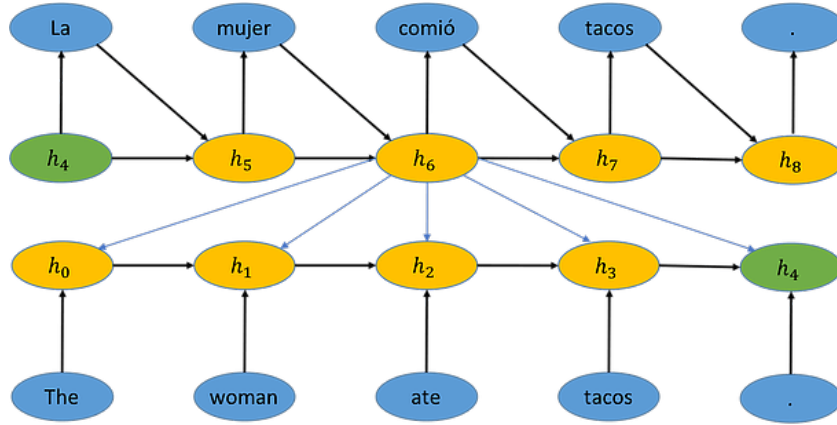 La mujer comió tacos .
h₄ h₅ h₆ h₇ h₈
h₀ h₁ h₂ h₃ h₄
The woman ate tacos .